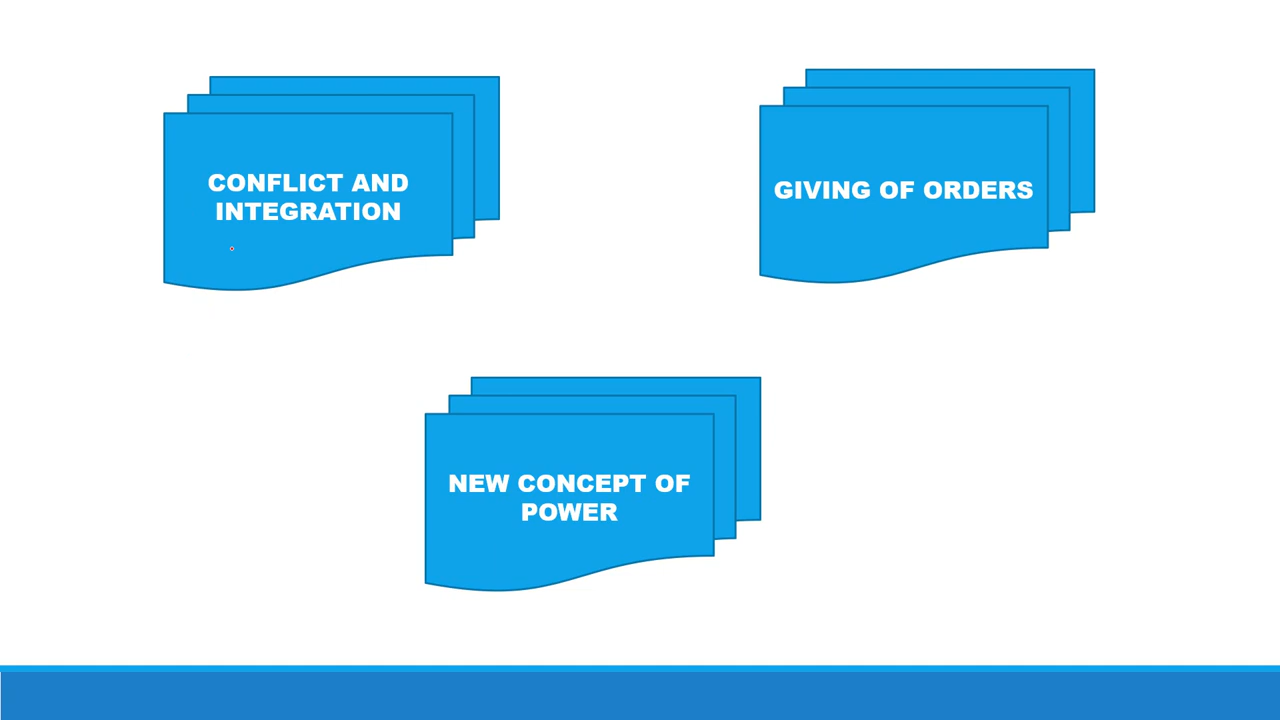 CONFLICT AND
INTEGRATION
GIVING OF ORDERS
NEW CONCEPT OF
POWER